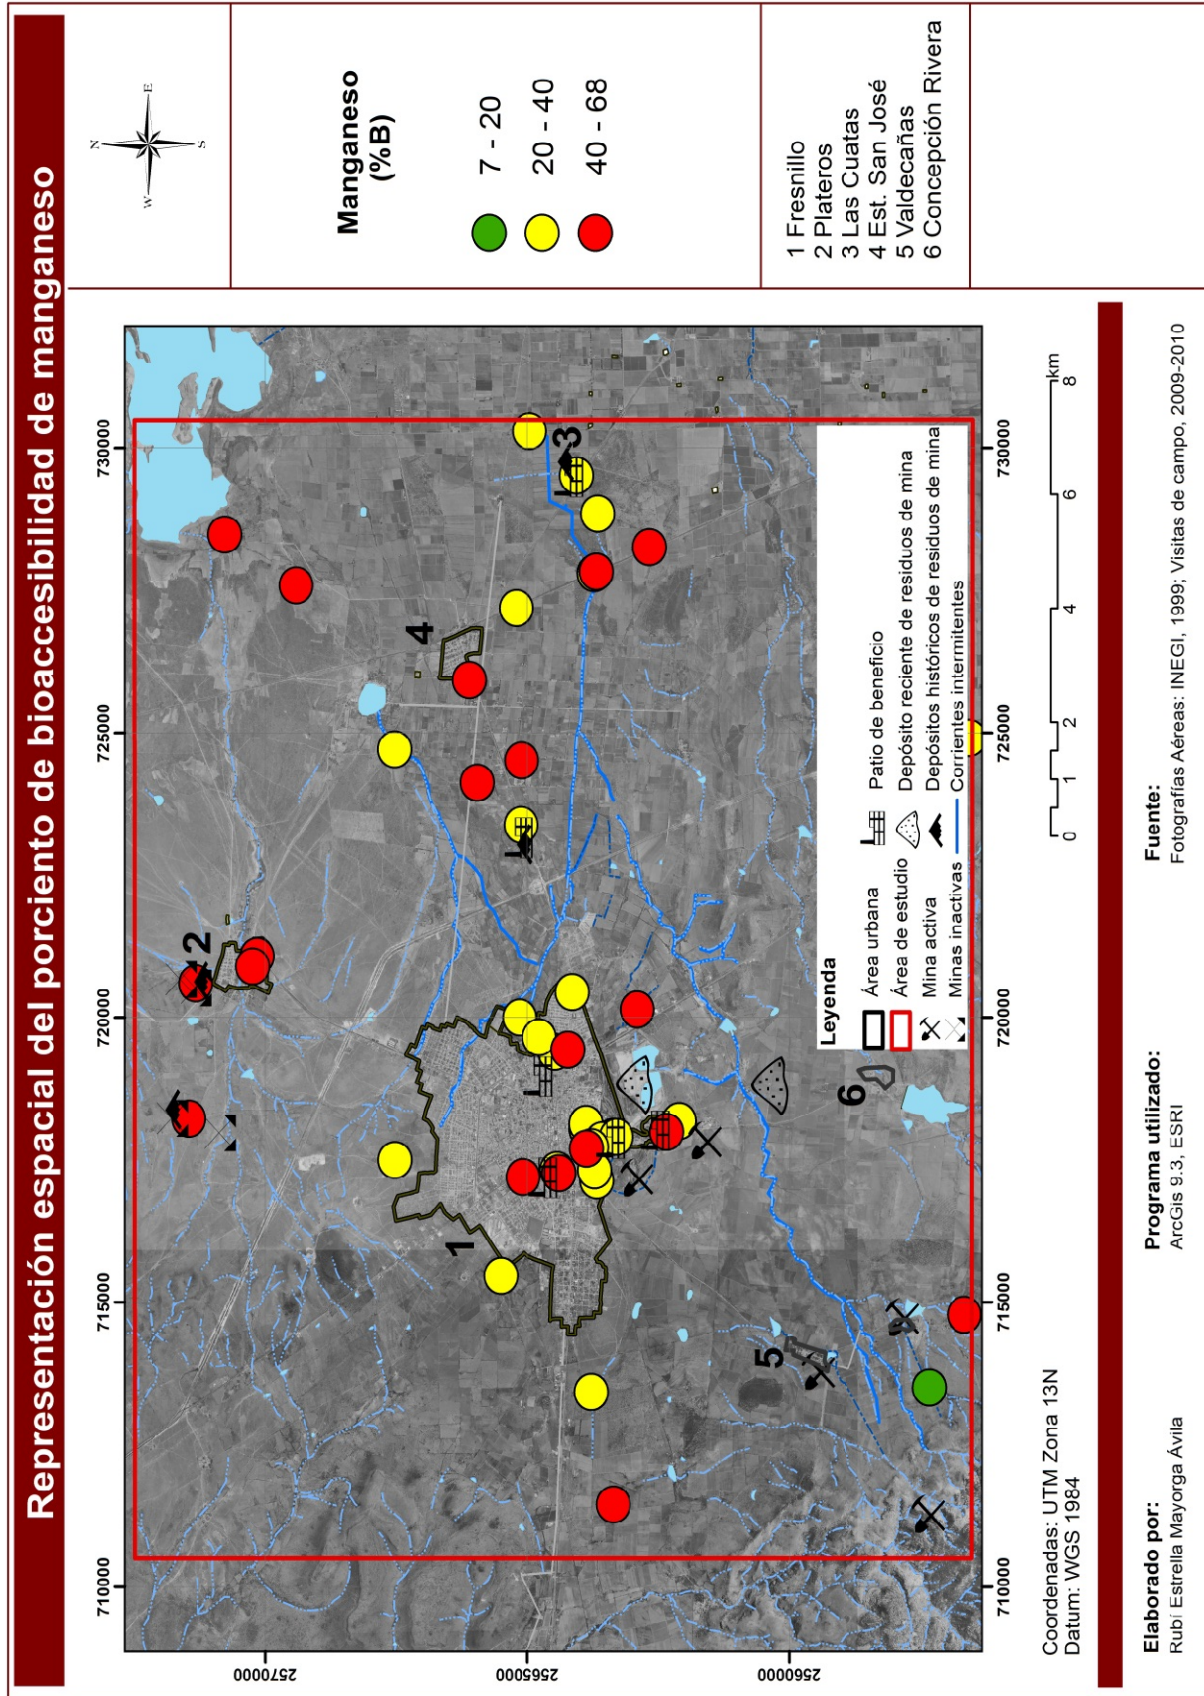 Representación espacial del porciento de bioaccesibilidad de manganeso
N
W
E
S
Manganeso
(%B)
7 - 20
20 - 40
40 - 68
1 Fresnillo
2 Plateros
3 Las Cuatas
4 Est. San José
5 Valdecañas
6 Concepción Rivera
710000
715000
720000
725000
730000
2570000
2565000
2560000
1
2
3
4
5
6
Leyenda
Área urbana
Área de estudio
Mina activa
Minas inactivas
Patio de beneficio
Depósito reciente de residuos de mina
Depósitos históricos de residuos de mina
Corrientes intermitentes
710000
715000
720000
725000
730000
Coordenadas: UTM Zona 13N
Datum: WGS 1984
0
1
2
4
6
8
km
Elaborado por:
Rubí Estrella Mayorga Ávila
Programa utilizado:
ArcGis 9.3, ESRI
Fuente:
Fotografías Aéreas: INEGI, 1999; Visitas de campo, 2009-2010